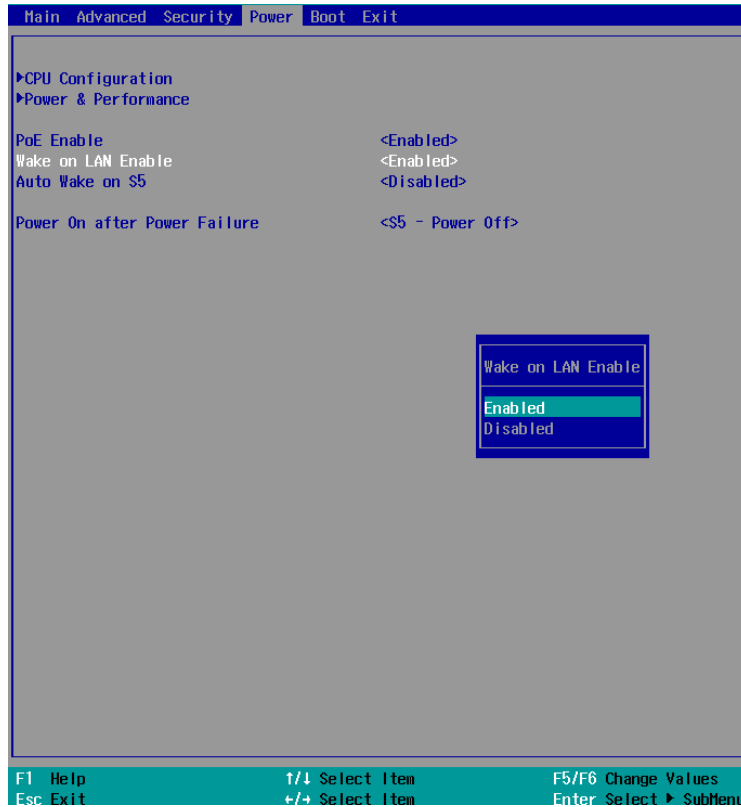 Main Advanced Security Power Boot Exit
▶CPU Configuration
▶Power & Performance
PoE Enable <Enabled>
Wake on LAN Enable <Enabled>
Auto Wake on S5 <Disabled>
Power On after Power Failure <S5 - Power Off>
Wake on LAN Enable
Enabled
Disabled
F1 Help ↑/↓ Select Item F5/F6 Change Values
Esc Exit ←/→ Select Item Enter Select ▶ SubMenu